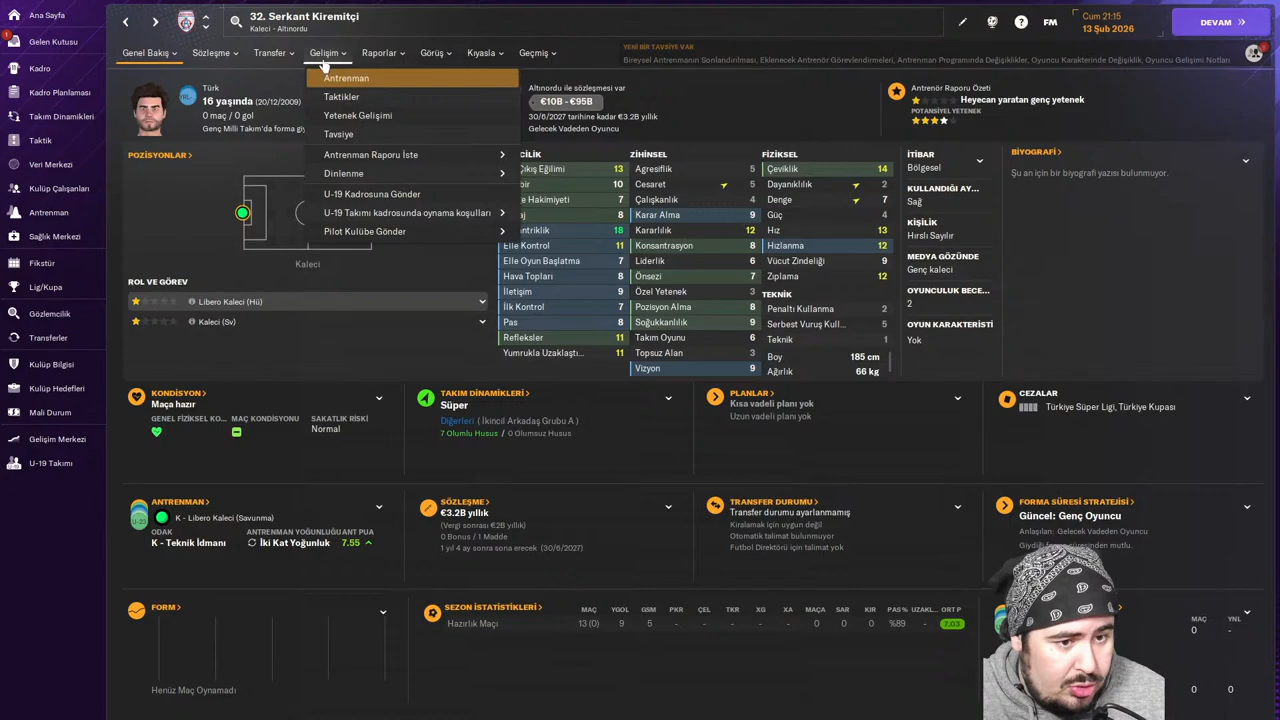 Ana Sayfa
Gelen Kutusu
1
Kadro
Kadro Planlaması
Takım Dinamikleri
Taktik
Veri Merkezi
Kulüp Çalışanları
Antrenman
Sağlık Merkezi
Fikstür
Lig/Kupa
Gözlemcilik
Transferler
Kulüp Bilgisi
Kulüp Hedefleri
Mali Durum
Gelişim Merkezi
U-19 Takımı
32. Serkant Kiremitçi
Kaleci - Altınordu
FM
Cum 21:15
13 Şub 2026
DEVAM
Genel Bakış
Sözleşme
Transfer
Gelişim
Raporlar
Görüş
Kıyasla
Geçmiş
YENİ BİR TAVSİYE VAR
Bireysel Antrenmanın Sonlandırılması, Eklenecek Antrenör Görevlendirmeleri, Antrenman Programında Değişiklikler, Oyuncu Karakterinde Değişiklik, Oyuncu Gelişimi Notları
Antrenman
Taktikler
Yetenek Gelişimi
Tavsiye
Antrenman Raporu İste
Dinlenme
U-19 Kadrosuna Gönder
U-19 Takımı kadrosunda oynama koşulları
Pilot Kulübe Gönder
YRL-
Türk
16 yaşında (20/12/2009)
0 maç / 0 gol
Genç Milli Takım'da forma giy
Altınordu ile sözleşmesi var
€10B - €95B
30/6/2027 tarihine kadar €3.2B yıllık
Gelecek Vadeden Oyuncu
Antrenör Raporu Özeti
Heyecan yaratan genç yetenek
POTANSİYEL YETENEK
POZİSYONLAR
Kaleci
ROL VE GÖREV
Libero Kaleci (Hü)
Kaleci (Sv)
Çıkış Eğilimi 13
10
7
8
18
Elle Kontrol 11
Elle Oyun Başlatma 7
Hava Topları 8
İletişim 9
İlk Kontrol 7
Pas 8
Refleksler 11
Yumrukla Uzaklaştı... 11
ZİHİNSEL
Agresiflik 5
Cesaret 5
Çalışkanlık 4
Karar Alma 9
Kararlılık 12
Konsantrasyon 8
Liderlik 6
Önsezi 7
Özel Yetenek 3
Pozisyon Alma 8
Soğukkanlılık 9
Takım Oyunu 6
Topsuz Alan 3
Vizyon 9
FİZİKSEL
Çeviklik 14
Dayanıklılık 2
Denge 7
Güç 4
Hız 13
Hızlanma 12
Vücut Zindeliği 9
Zıplama 12
TEKNİK
Penaltı Kullanma 2
Serbest Vuruş Kull... 5
Teknik 1
Boy 185 cm
Ağırlık 66 kg
İTİBAR
Bölgesel
KULLANDIĞI AY...
Sağ
KİŞİLİK
Hırslı Sayılır
MEDYA GÖZÜNDE
Genç kaleci
OYUNCULUK BECE...
2
OYUN KARAKTERİSTİ
Yok
BİYOGRAFİ
Şu an için bir biyografi yazısı bulunmuyor.
KONDİSYON
Maça hazır
GENEL FİZİKSEL KO...
MAÇ KONDİSYONU
SAKATLIK RİSKİ
Normal
TAKIM DİNAMİKLERİ
Süper
Diğerleri ( İkincil Arkadaş Grubu A )
7 Olumlu Husus / 0 Olumsuz Husus
PLANLAR
Kısa vadeli planı yok
Uzun vadeli planı yok
CEZALAR
Türkiye Süper Ligi, Türkiye Kupası
ANTRENMAN
K - Libero Kaleci (Savunma)
ODAK
K - Teknik İdmanı
ANTRENMAN YOĞUNLUĞU
İki Kat Yoğunluk
ANT PUA
7.55
SÖZLEŞME
€3.2B yıllık
(Vergi sonrası €2B yıllık)
0 Bonus / 1 Madde
1 yıl 4 ay sonra sona erecek (30/6/2027)
TRANSFER DURUMU
Transfer durumu ayarlanmamış
Kiralamak için uygun değil
Otomatik talimat bulunmuyor
Futbol Direktörü için talimat yok
FORMA SÜRESİ STRATEJİSİ
Güncel: Genç Oyuncu
Anlaşılan: Gelecek Vadeden Oyuncu
FORM
Henüz Maç Oynamadı
SEZON İSTATİSTİKLERİ
MAÇ YGOL GSM PKR ÇEL TKR XG XA MAÇA SAR KIR PAS % UZAKL... ORT P
Hazırlık Maçı 13 (0) 9 5 - - - - - 0 0 0 %89 - 7.03
MAÇ YNL
0 -
0 0